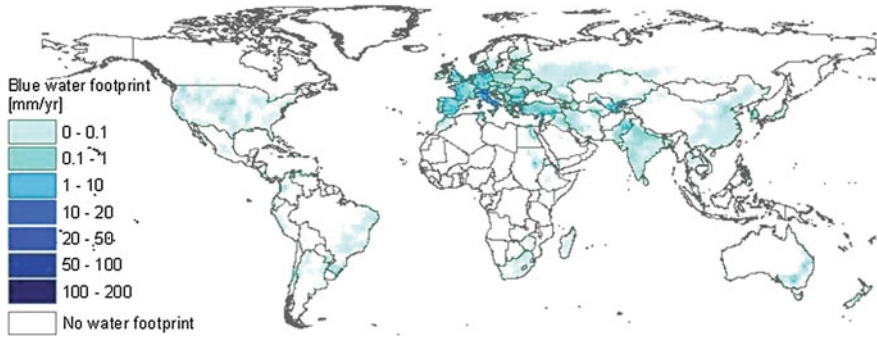 Blue water footprint
[mm/yr]
0 - 0.1
0.1 - 1
1 - 10
10 - 20
20 - 50
50 - 100
100 - 200
No water footprint